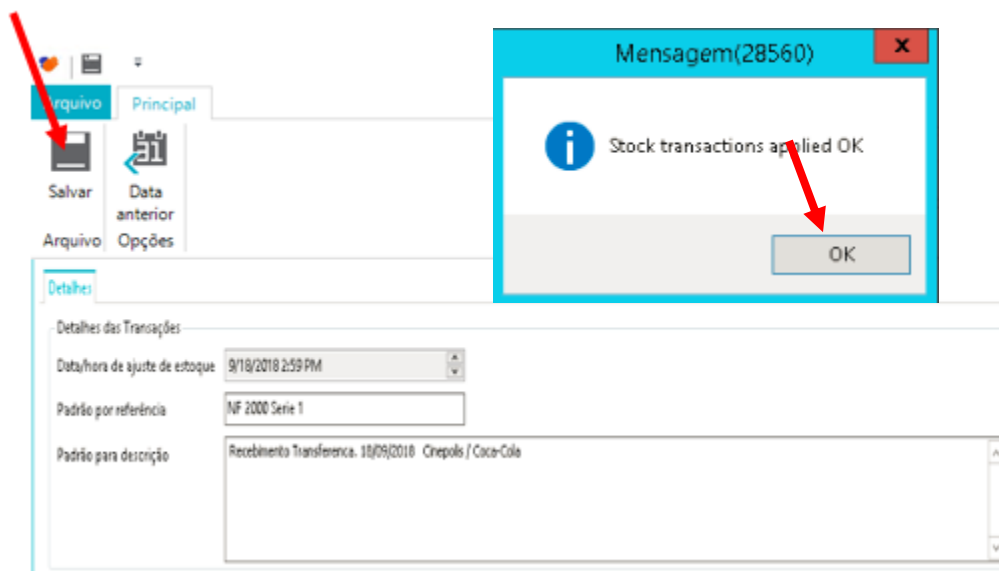 Mensagem(28560)
x
Stock transactions applied OK
OK
Arquivo
Principal
31
Salvar
Data
anterior
Arquivo
Opções
Detalhes
Detalhes das Transações
Data/hora de ajuste de estoque
9/18/2018 2:59 PM
Padrão por referência
NF 2000 Serie 1
Padrão para descrição
Recebimento Transferenca. 18/09/2018 Cinepolis / Coca-Cola